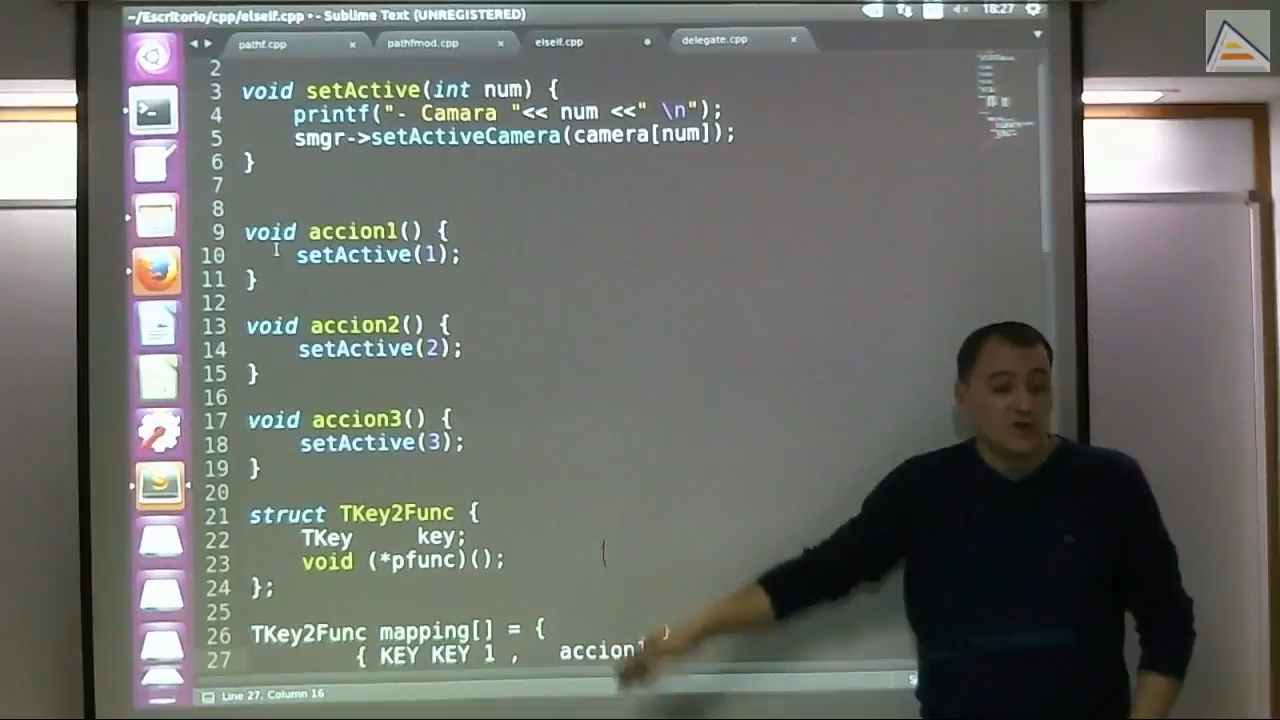 ~/Escritorio/cpp/elseif.cpp • - Sublime Text (UNREGISTERED)
18:27
pathf.cpp
pathfmod.cpp
elseif.cpp
delegate.cpp
2
3 void setActive(int num) {
4 printf("- Camara "<< num <<" \n");
5 smgr->setActiveCamera(camera[num]);
6 }
7
8
9 void accion1() {
10 setActive(1);
11 }
12
13 void accion2() {
14 setActive(2);
15 }
16
17 void accion3() {
18 setActive(3);
19 }
20
21 struct TKey2Func {
22 TKey key;
23 void (*pfunc)();
24 };
25
26 TKey2Func mapping[] = {
27 { KEY KEY 1 , accion1
Line 27, Column 16